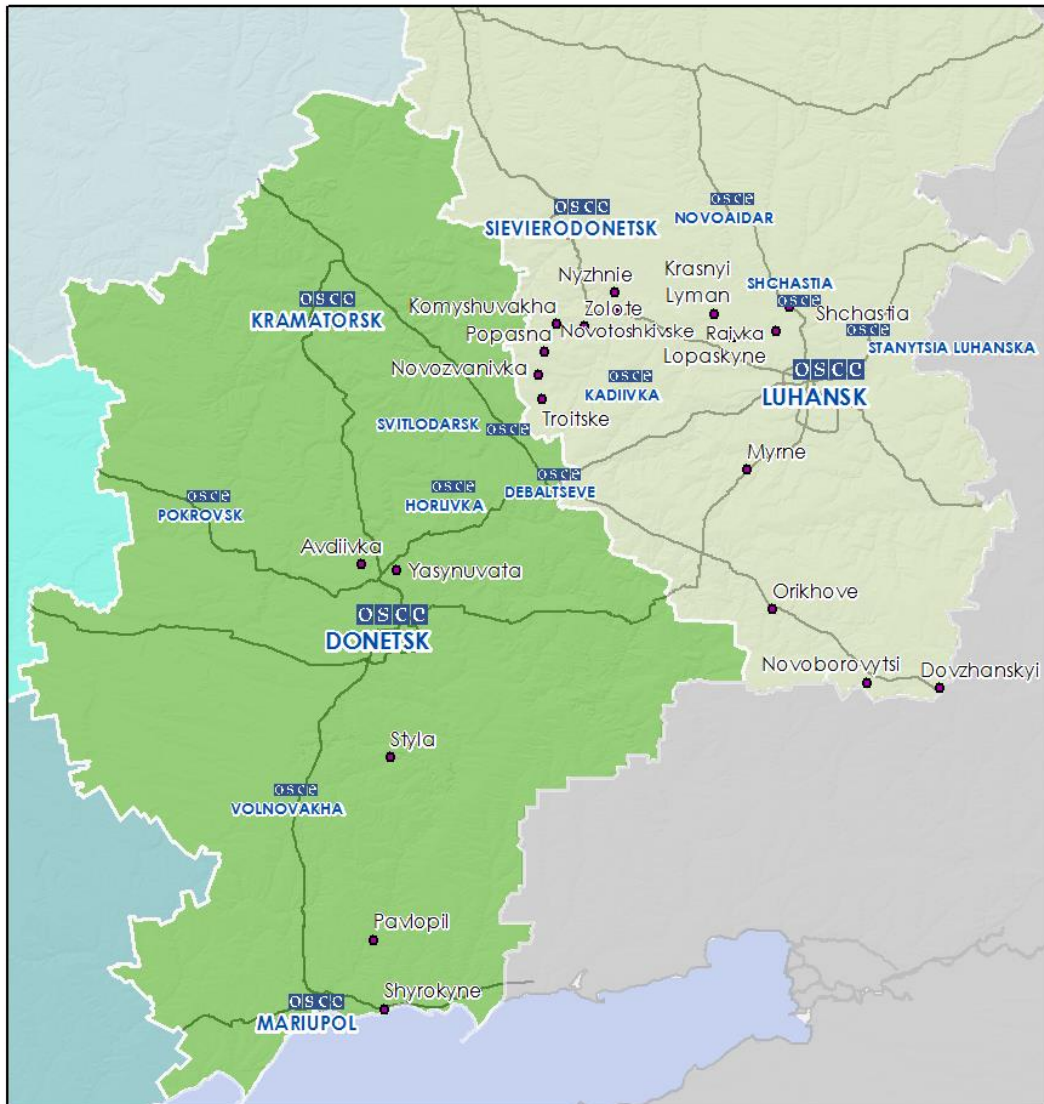 osce
NOVOAIDAR
osce
SIEVIERODONETSK
Nyzhnie
Krasnyi
Lyman
SHCHASTIA
osce
Shchastia
osce
KRAMATORSK
Komyshuvakha
Zolote
Novotoshkivske
Raivka
osce
STANYTSIA LUHANSKA
Popasna
Lopaskyne
Novozvanivka
osce
KADIIVKA
osce
LUHANSK
Troitske
SVITLODARSK
osce
Myrne
osce
DEBALTSEVE
osce
HORLIVKA
osce
POKROVSK
Avdiivka
Yasynuvata
Orikhove
osce
DONETSK
Novoborovytsi
Dovzhanskyi
Styla
osce
VOLNOVAKHA
Pavlopil
Shyrokyne
osce
MARIUPOL